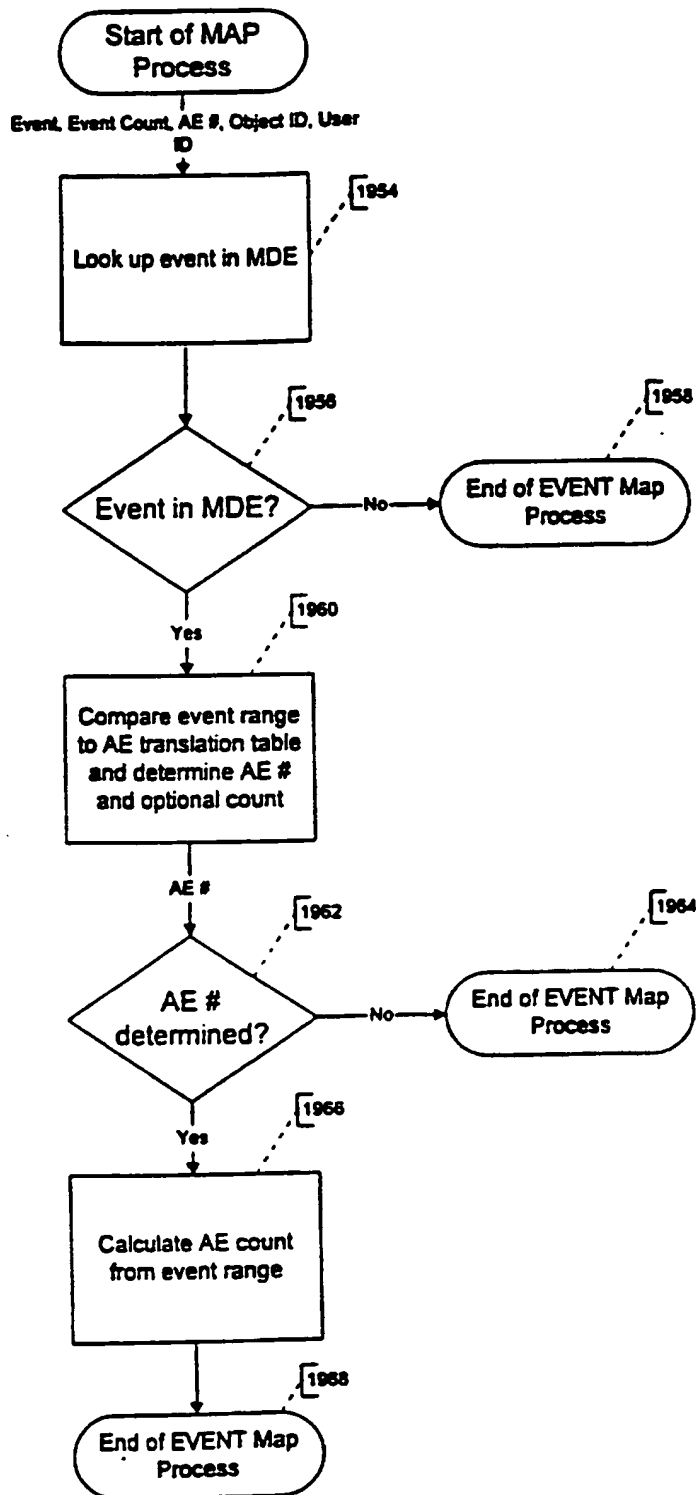 Start of MAP
Process
Event, Event Count, AE #, Object ID, User
ID
1954
Look up event in MDE
1956
1958
Event in MDE?
No
End of EVENT Map
Process
Yes
1960
Compare event range
to AE translation table
and determine AE #
and optional count
AE #
1962
1964
AE #
determined?
No
End of EVENT Map
Process
Yes
1966
Calculate AE count
from event range
1968
End of EVENT Map
Process